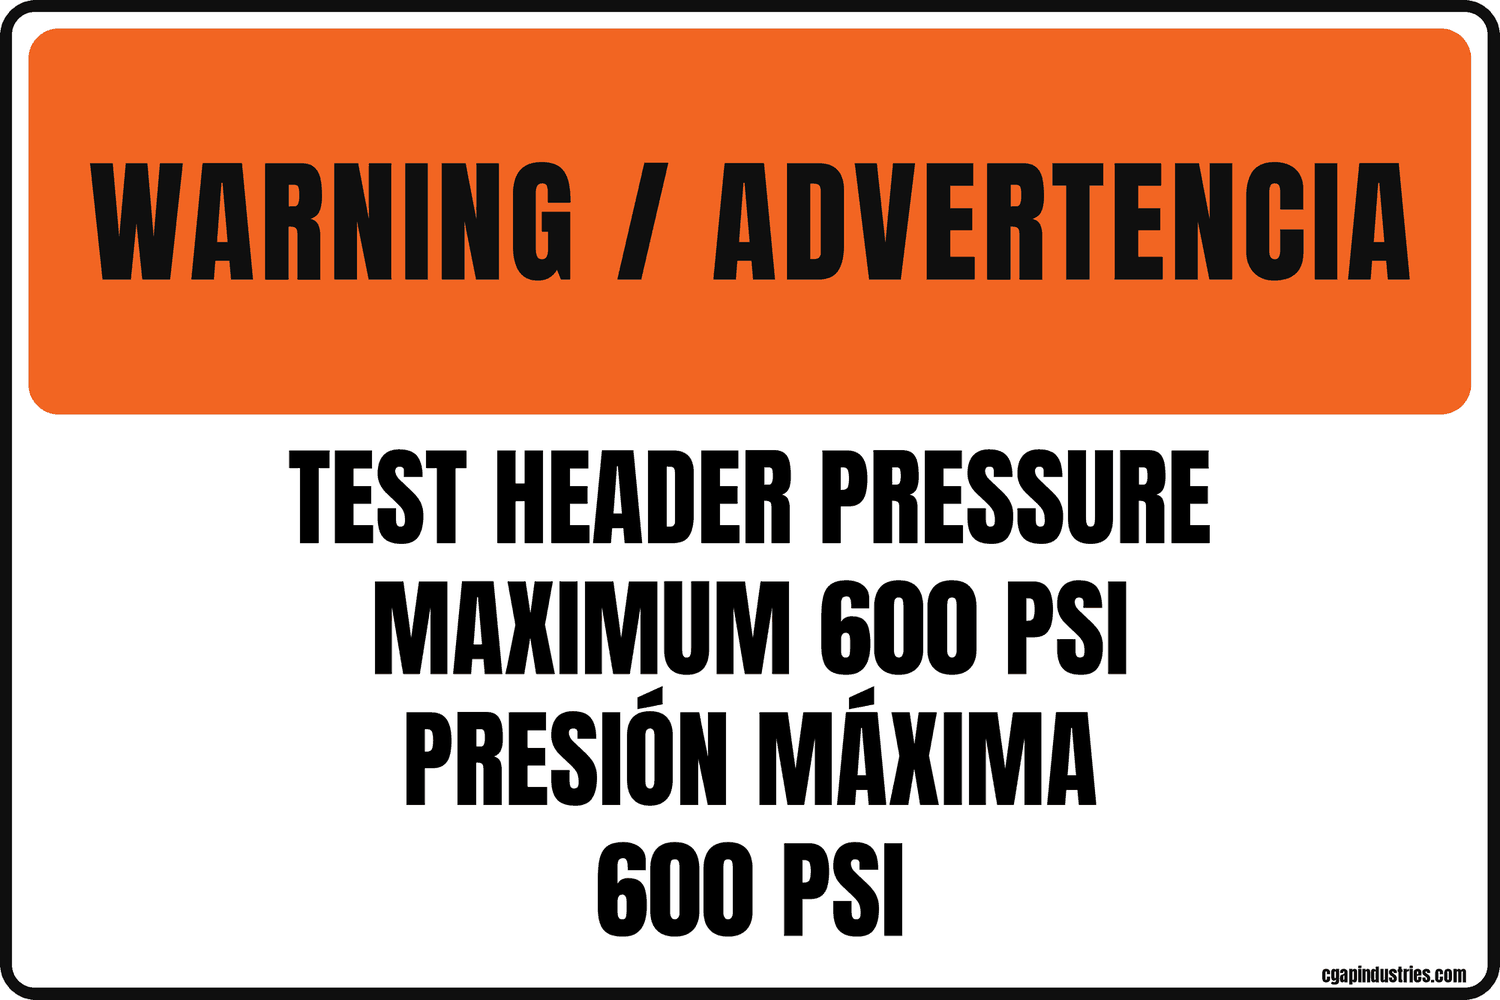 WARNING / ADVERTENCIA
TEST HEADER PRESSURE
MAXIMUM 600 PSI
PRESIÓN MÁXIMA
600 PSI
cgapindustries.com